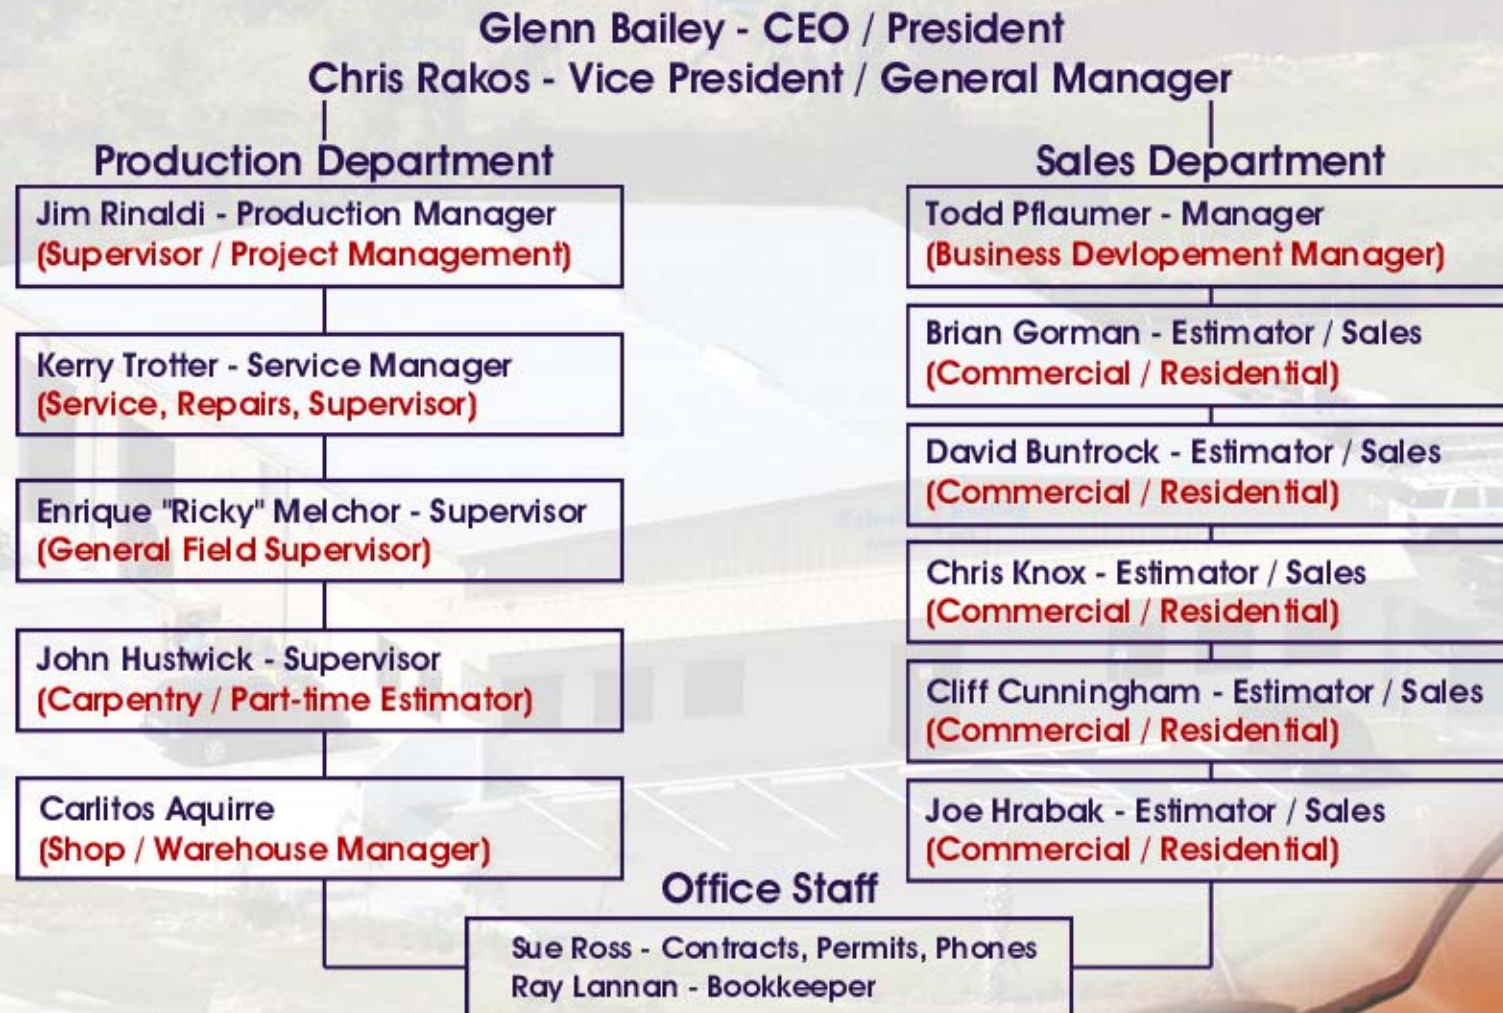 Glenn Bailey - CEO / President
Chris Rakos - Vice President / General Manager
Production Department
Jim Rinaldi - Production Manager
(Supervisor / Project Management)
Kerry Trotter - Service Manager
(Service, Repairs, Supervisor)
Enrique "Ricky" Melchor - Supervisor
(General Field Supervisor)
John Hustwick - Supervisor
(Carpentry / Part-time Estimator)
Carlitos Aquirre
(Shop / Warehouse Manager)
Sales Department
Todd Pflaumer - Manager
(Business Devlopement Manager)
Brian Gorman - Estimator / Sales
(Commercial / Residential)
David Buntrock - Estimator / Sales
(Commercial / Residential)
Chris Knox - Estimator / Sales
(Commercial / Residential)
Cliff Cunningham - Estimator / Sales
(Commercial / Residential)
Joe Hrabak - Estimator / Sales
(Commercial / Residential)
Office Staff
Sue Ross - Contracts, Permits, Phones
Ray Lannan - Bookkeeper